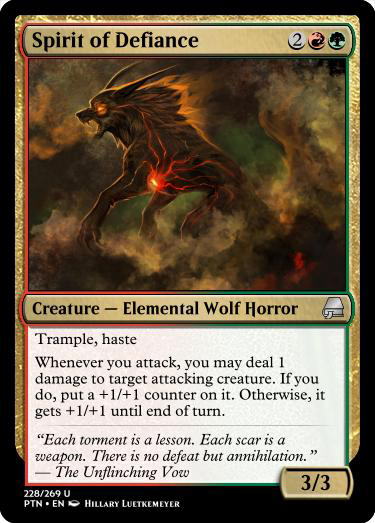 Spirit of Defiance 2
Creature — Elemental Wolf Horror
Trample, haste
Whenever you attack, you may deal 1
damage to target attacking creature. If you
do, put a +1/+1 counter on it. Otherwise, it
gets +1/+1 until end of turn.
“Each torment is a lesson. Each scar is a
weapon. There is no defeat but annihilation.”
— The Unflinching Vow
3/3
228/269 U
PTN • EN Hillary Luetkemeyer